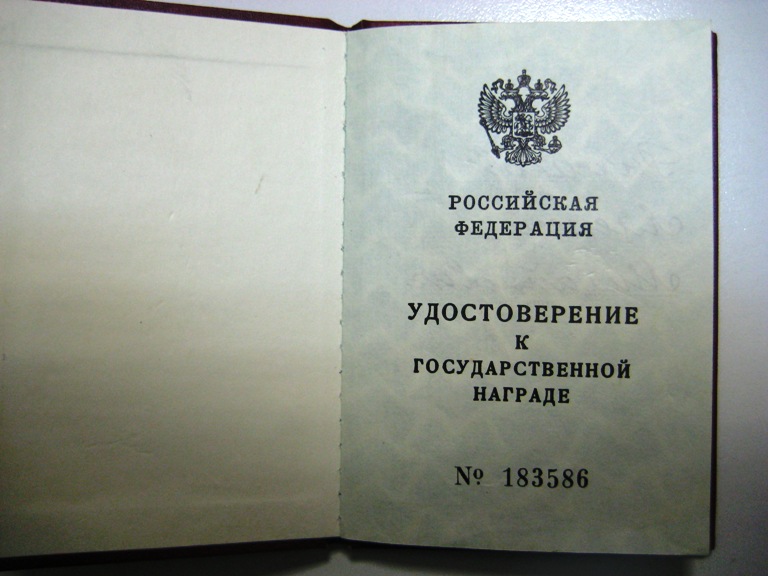 РОССИЙСКАЯ
ФЕДЕРАЦИЯ
УДОСТОВЕРЕНИЕ
К
ГОСУДАРСТВЕННОЙ
НАГРАДЕ
№ 183586